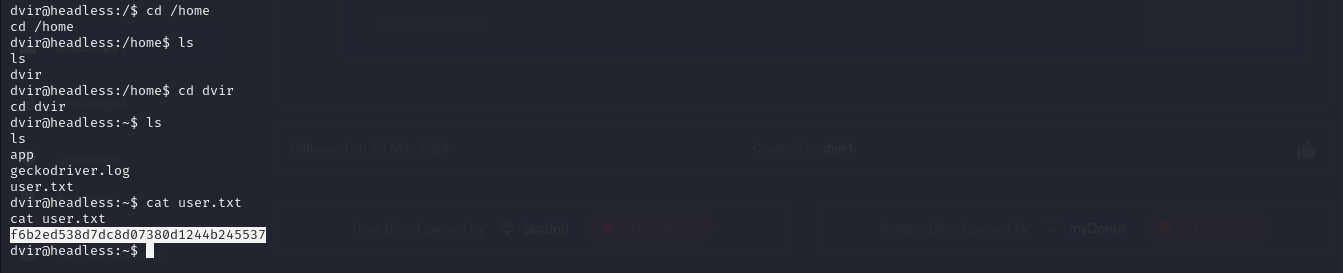 dvir@headless:/$ cd /home
cd /home
dvir@headless:/home$ ls
ls
dvir
dvir@headless:/home$ cd dvir
cd dvir
dvir@headless:~$ ls
ls
app
Released on 23 Mar 2024 Created by dvir1
geckodriver.log
user.txt
dvir@headless:~$ cat user.txt
cat user.txt
User Blood owned by jaxafed System Blood owned by myDonut
f6b2ed538d7dc8d07380d1244b245537
dvir@headless:~$